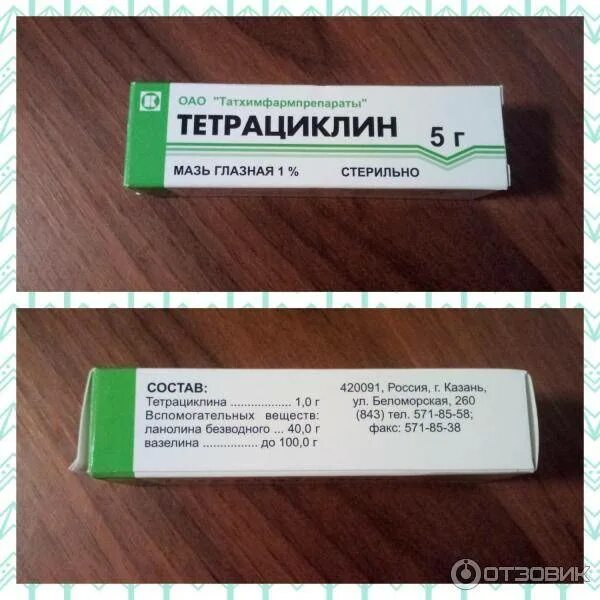 ОАО "Татхимфармпрепараты"
ТЕТРАЦИКЛИН
5 г
МАЗЬ ГЛАЗНАЯ 1 % СТЕРИЛЬНО
СОСТАВ:
Тетрациклина .................. 1,0 г
Вспомогательных веществ:
ланолина безводного ... 40,0 г
вазелина ................ до 100,0 г
420091, Россия, г. Казань,
ул. Беломорская, 260
(843) тел. 571-85-58;
факс: 571-85-38
ОТЗОВИК